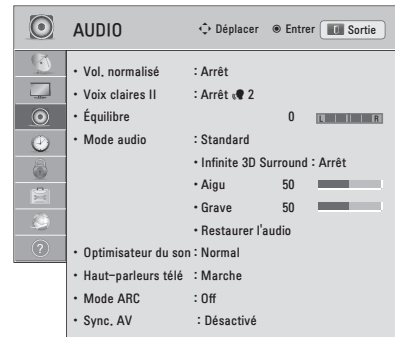 AUDIO Déplacer Entrer Sortie
• Vol. normalisé : Arrêt
• Voix claires II : Arrêt 2
• Équilibre 0 L R
• Mode audio : Standard
• Infinite 3D Surround : Arrêt
• Aigu 50
• Grave 50
• Restaurer l'audio
• Optimisateur du son : Normal
• Haut-parleurs télé : Marche
• Mode ARC : Off
• Sync. AV : Désactivé